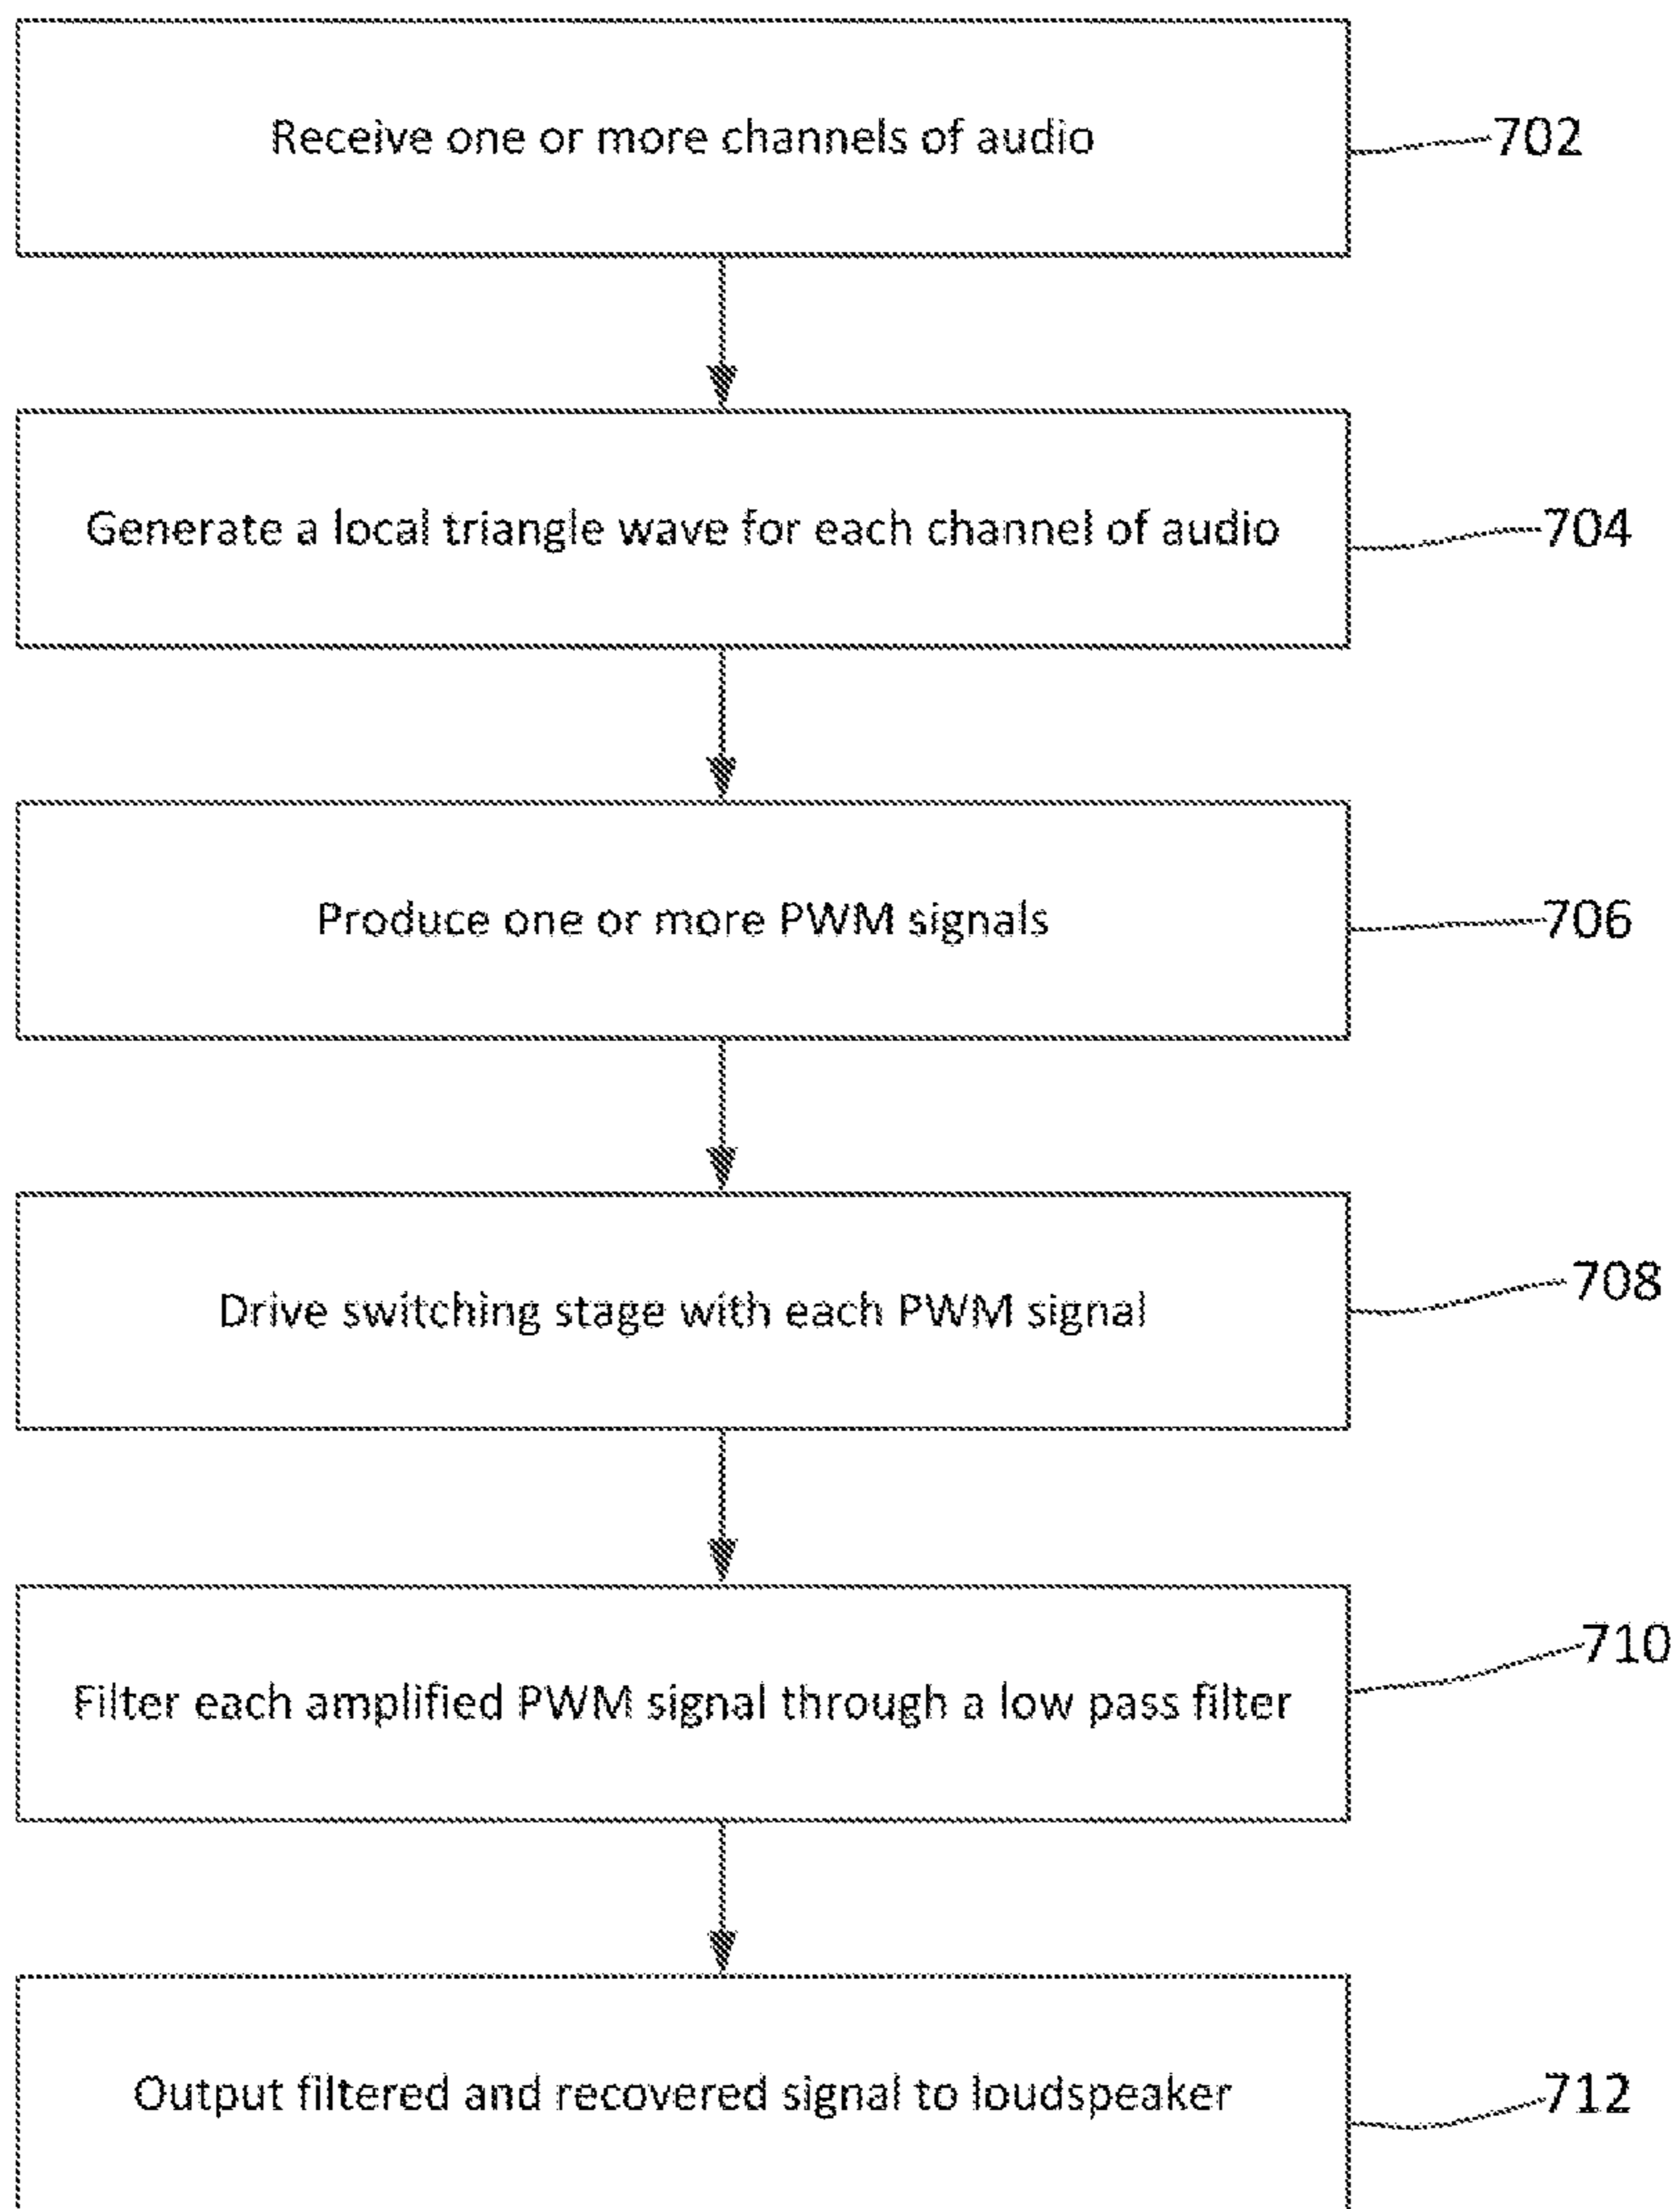 Receive one or more channels of audio
702
Generate a local triangle wave for each channel of audio
704
Produce one or more PWM signals
706
Drive switching stage with each PWM signal
708
Filter each amplified PWM signal through a low pass filter
710
Output filtered and recovered signal to loudspeaker
712